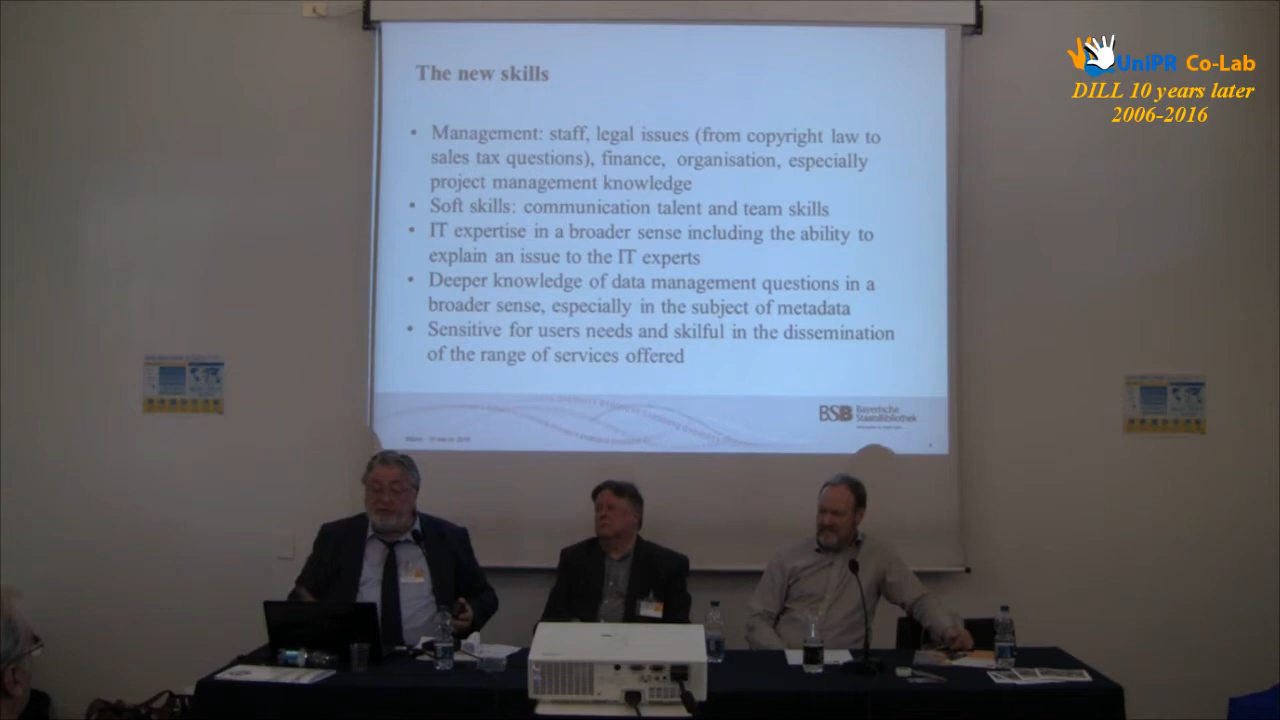 UniPR Co-Lab
DILL 10 years later
2006-2016
The new skills
• Management: staff, legal issues (from copyright law to
sales tax questions), finance, organisation, especially
project management knowledge
• Soft skills: communication talent and team skills
• IT expertise in a broader sense including the ability to
explain an issue to the IT experts
• Deeper knowledge of data management questions in a
broader sense, especially in the subject of metadata
• Sensitive for users needs and skilful in the dissemination
of the range of services offered
BSB Bayerische
StaatsBibliothek